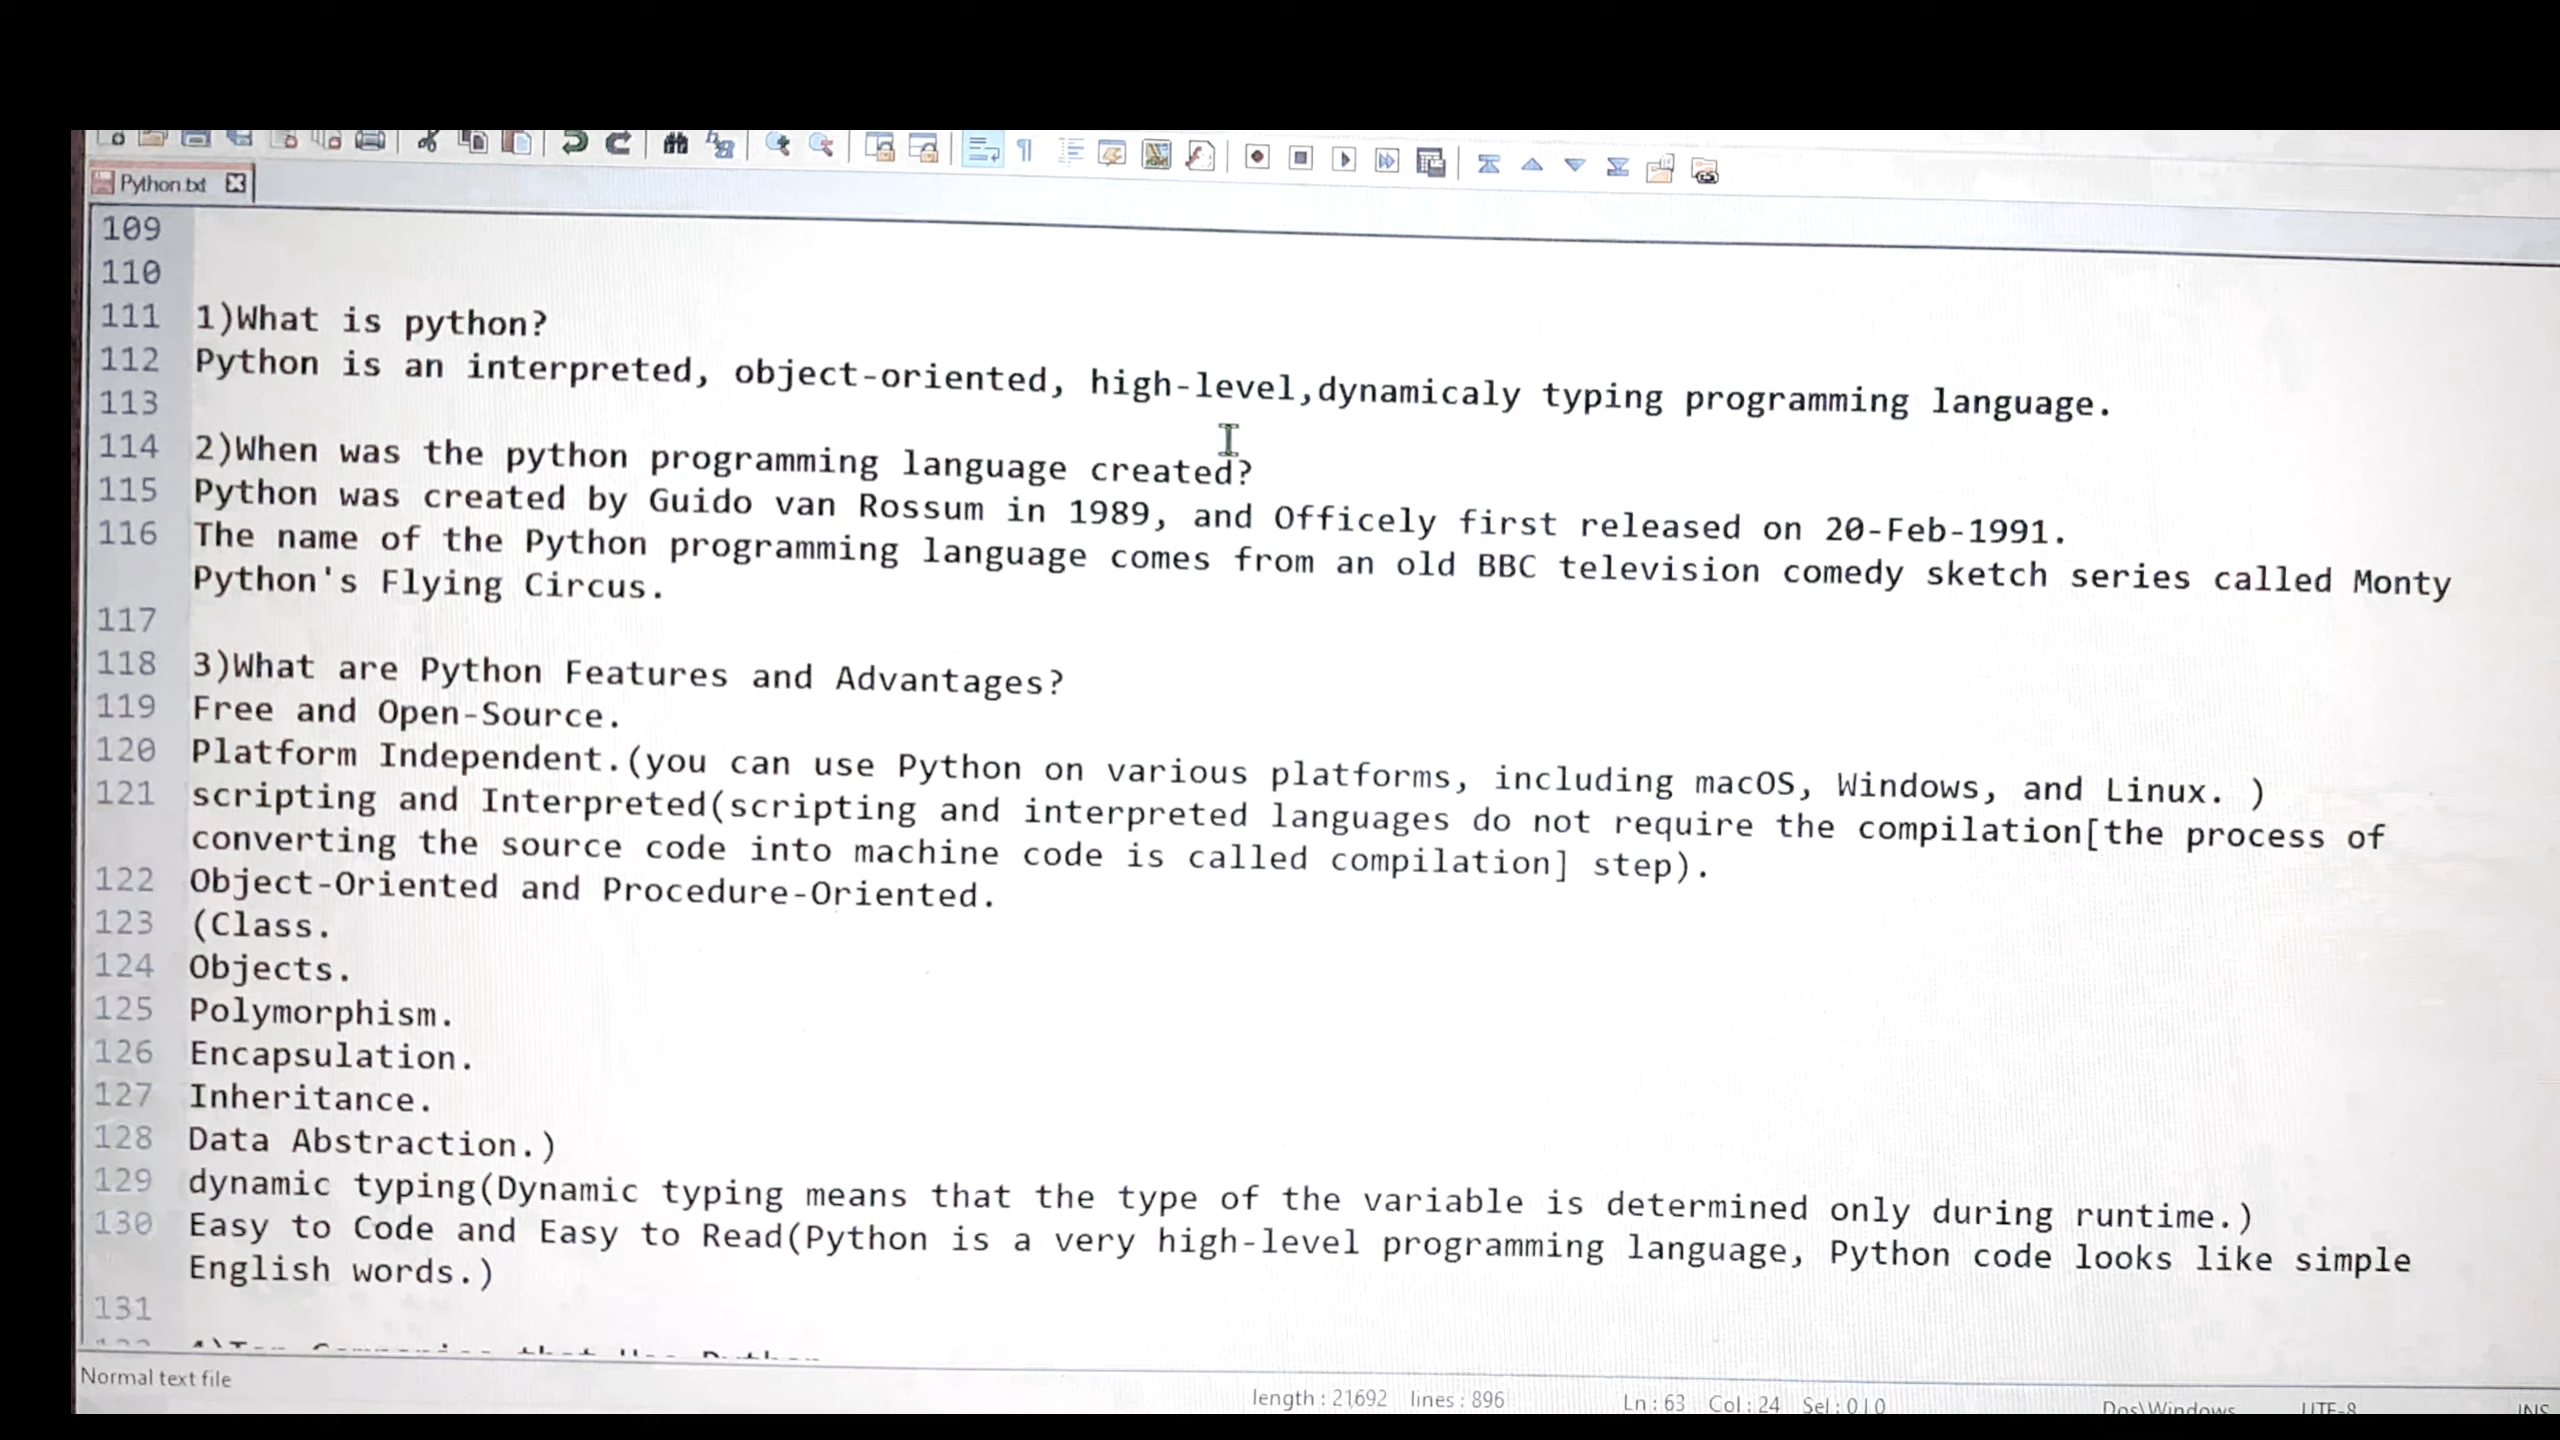 Python.txt
109
110
111 1)What is python?
112 Python is an interpreted, object-oriented, high-level,dynamicaly typing programming language.
113
114 2)When was the python programming language created?
115 Python was created by Guido van Rossum in 1989, and Officely first released on 20-Feb-1991.
116 The name of the Python programming language comes from an old BBC television comedy sketch series called Monty
Python's Flying Circus.
117
118 3)What are Python Features and Advantages?
119 Free and Open-Source.
120 Platform Independent.(you can use Python on various platforms, including macOS, Windows, and Linux. )
121 scripting and Interpreted(scripting and interpreted languages do not require the compilation[the process of
converting the source code into machine code is called compilation] step).
122 Object-Oriented and Procedure-Oriented.
123 (Class.
124 Objects.
125 Polymorphism.
126 Encapsulation.
127 Inheritance.
128 Data Abstraction.)
129 dynamic typing(Dynamic typing means that the type of the variable is determined only during runtime.)
130 Easy to Code and Easy to Read(Python is a very high-level programming language, Python code looks like simple
English words.)
131
Normal text file length : 21692 lines : 896 Ln : 63 Col : 24 Sel : 0 | 0 Dos\Windows UTF-8 INS